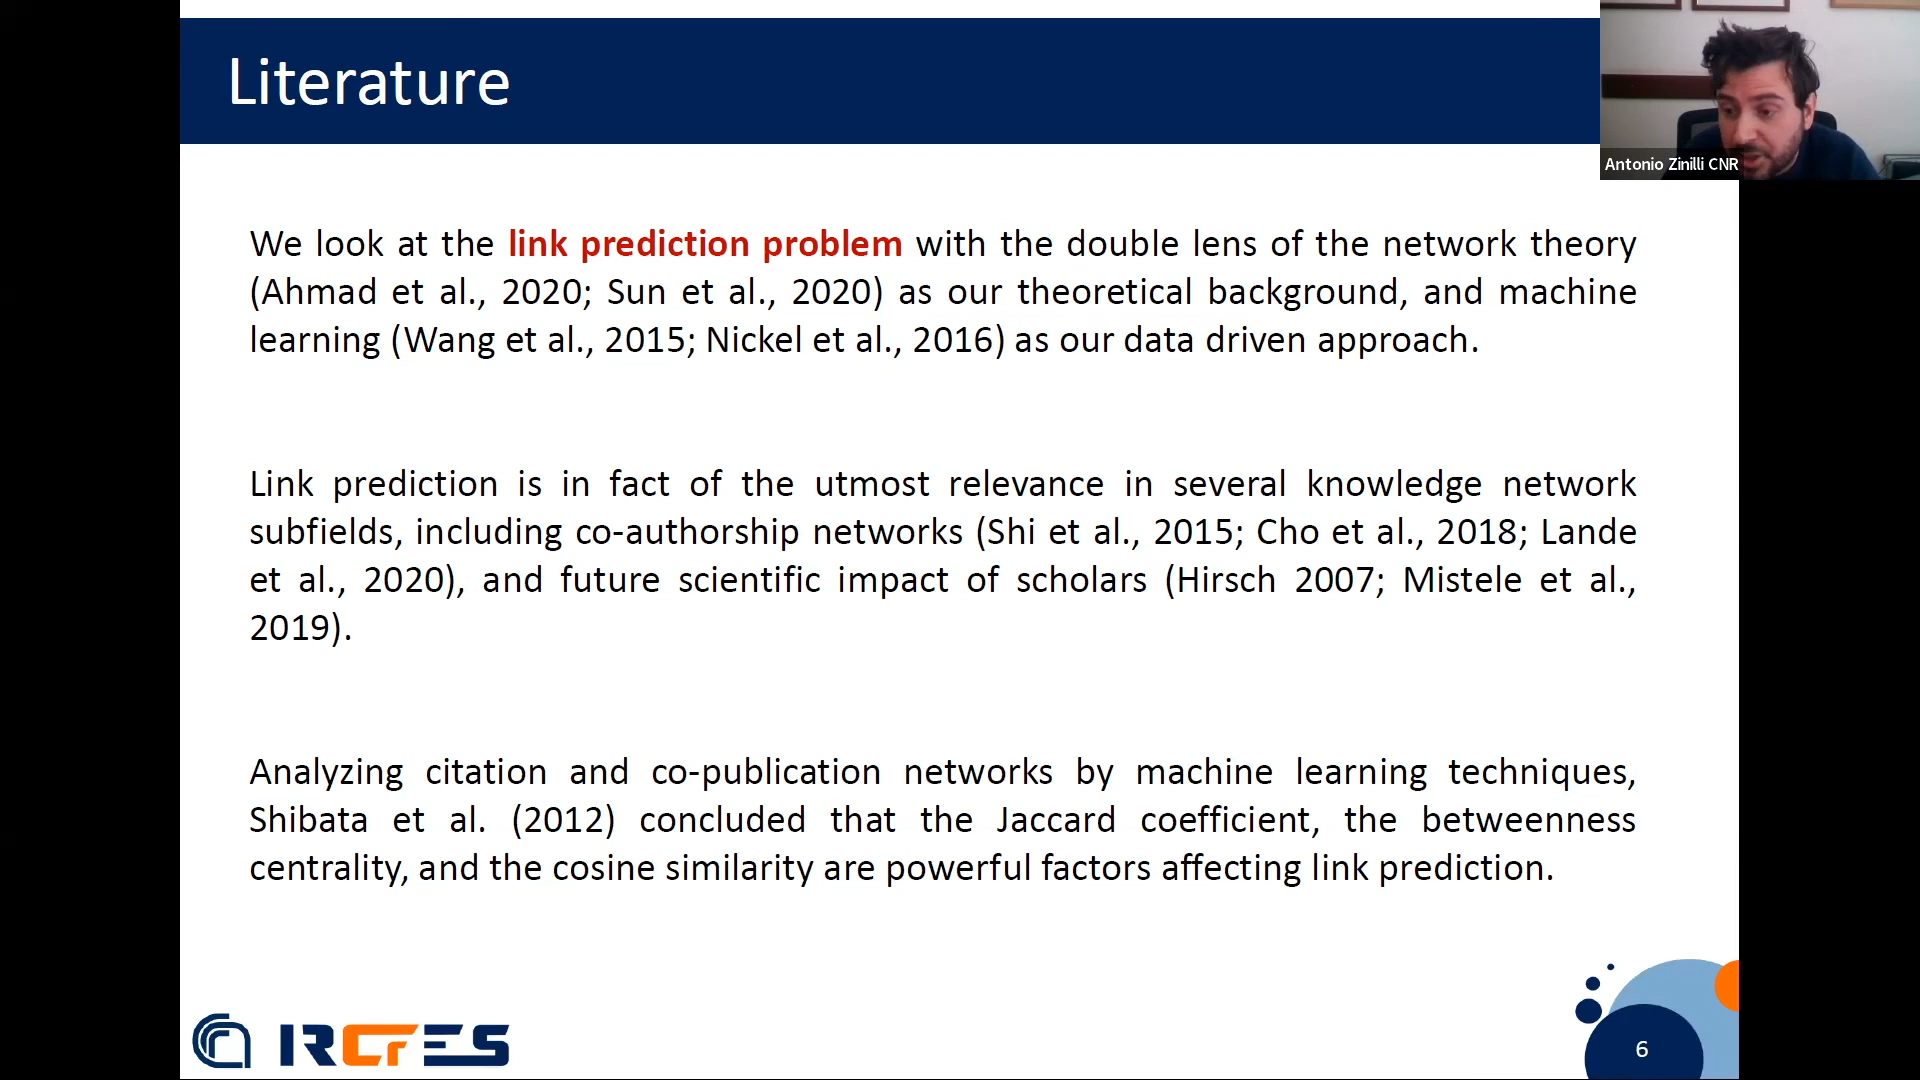 Literature
Antonio Zinilli CNR
We look at the link prediction problem with the double lens of the network theory
(Ahmad et al., 2020; Sun et al., 2020) as our theoretical background, and machine
learning (Wang et al., 2015; Nickel et al., 2016) as our data driven approach.
Link prediction is in fact of the utmost relevance in several knowledge network
subfields, including co-authorship networks (Shi et al., 2015; Cho et al., 2018; Lande
et al., 2020), and future scientific impact of scholars (Hirsch 2007; Mistele et al.,
2019).
Analyzing citation and co-publication networks by machine learning techniques,
Shibata et al. (2012) concluded that the Jaccard coefficient, the betweenness
centrality, and the cosine similarity are powerful factors affecting link prediction.
IRCrES
6